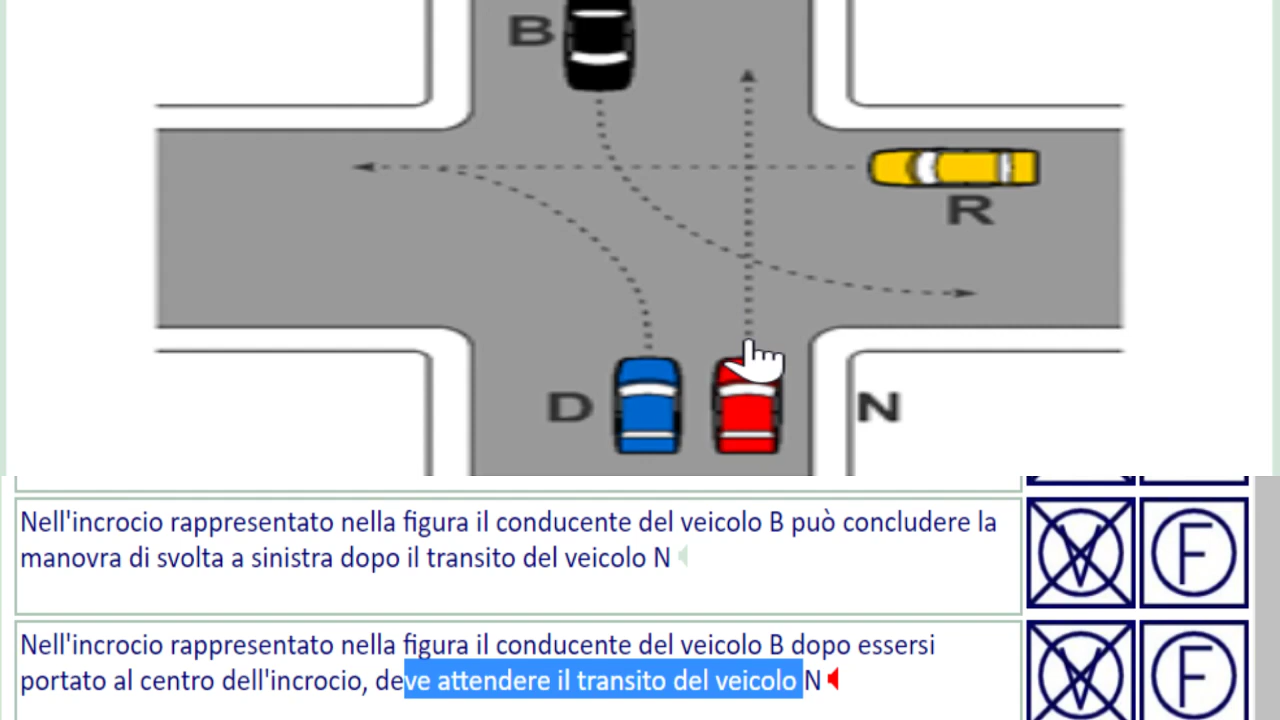 B
R
D
N
Nell'incrocio rappresentato nella figura il conducente del veicolo B può concludere la
manovra di svolta a sinistra dopo il transito del veicolo N
V
F
Nell'incrocio rappresentato nella figura il conducente del veicolo B dopo essersi
portato al centro dell'incrocio, deve attendere il transito del veicolo N
V
F